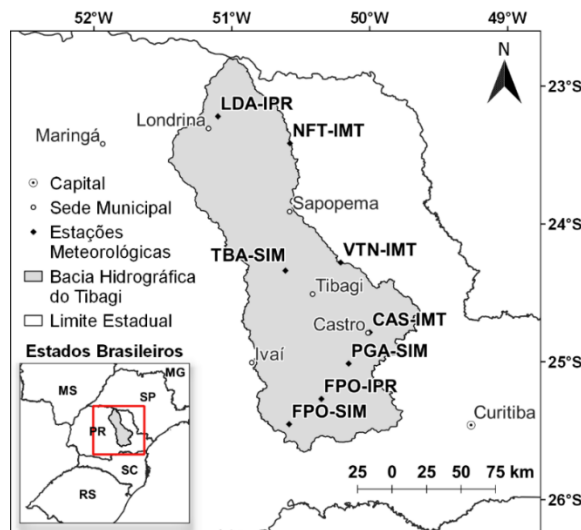 52°W 51°W 50°W 49°W
N
23°S
LDA-IPR
Londrina
NFT-IMT
Maringá
Capital
Sede Municipal
Sapopema
Estações
Meteorológicas
24°S
TBA-SIM
VTN-IMT
Bacia Hidrográfica
do Tibagi
Tibagi
Limite Estadual
Castro
CAS-IMT
Estados Brasileiros
Ivaí
PGA-SIM
25°S
MG
MS
SP
FPO-IPR
FPO-SIM
Curitiba
PR
SC
RS
25 0 25 50 75 km
26°S